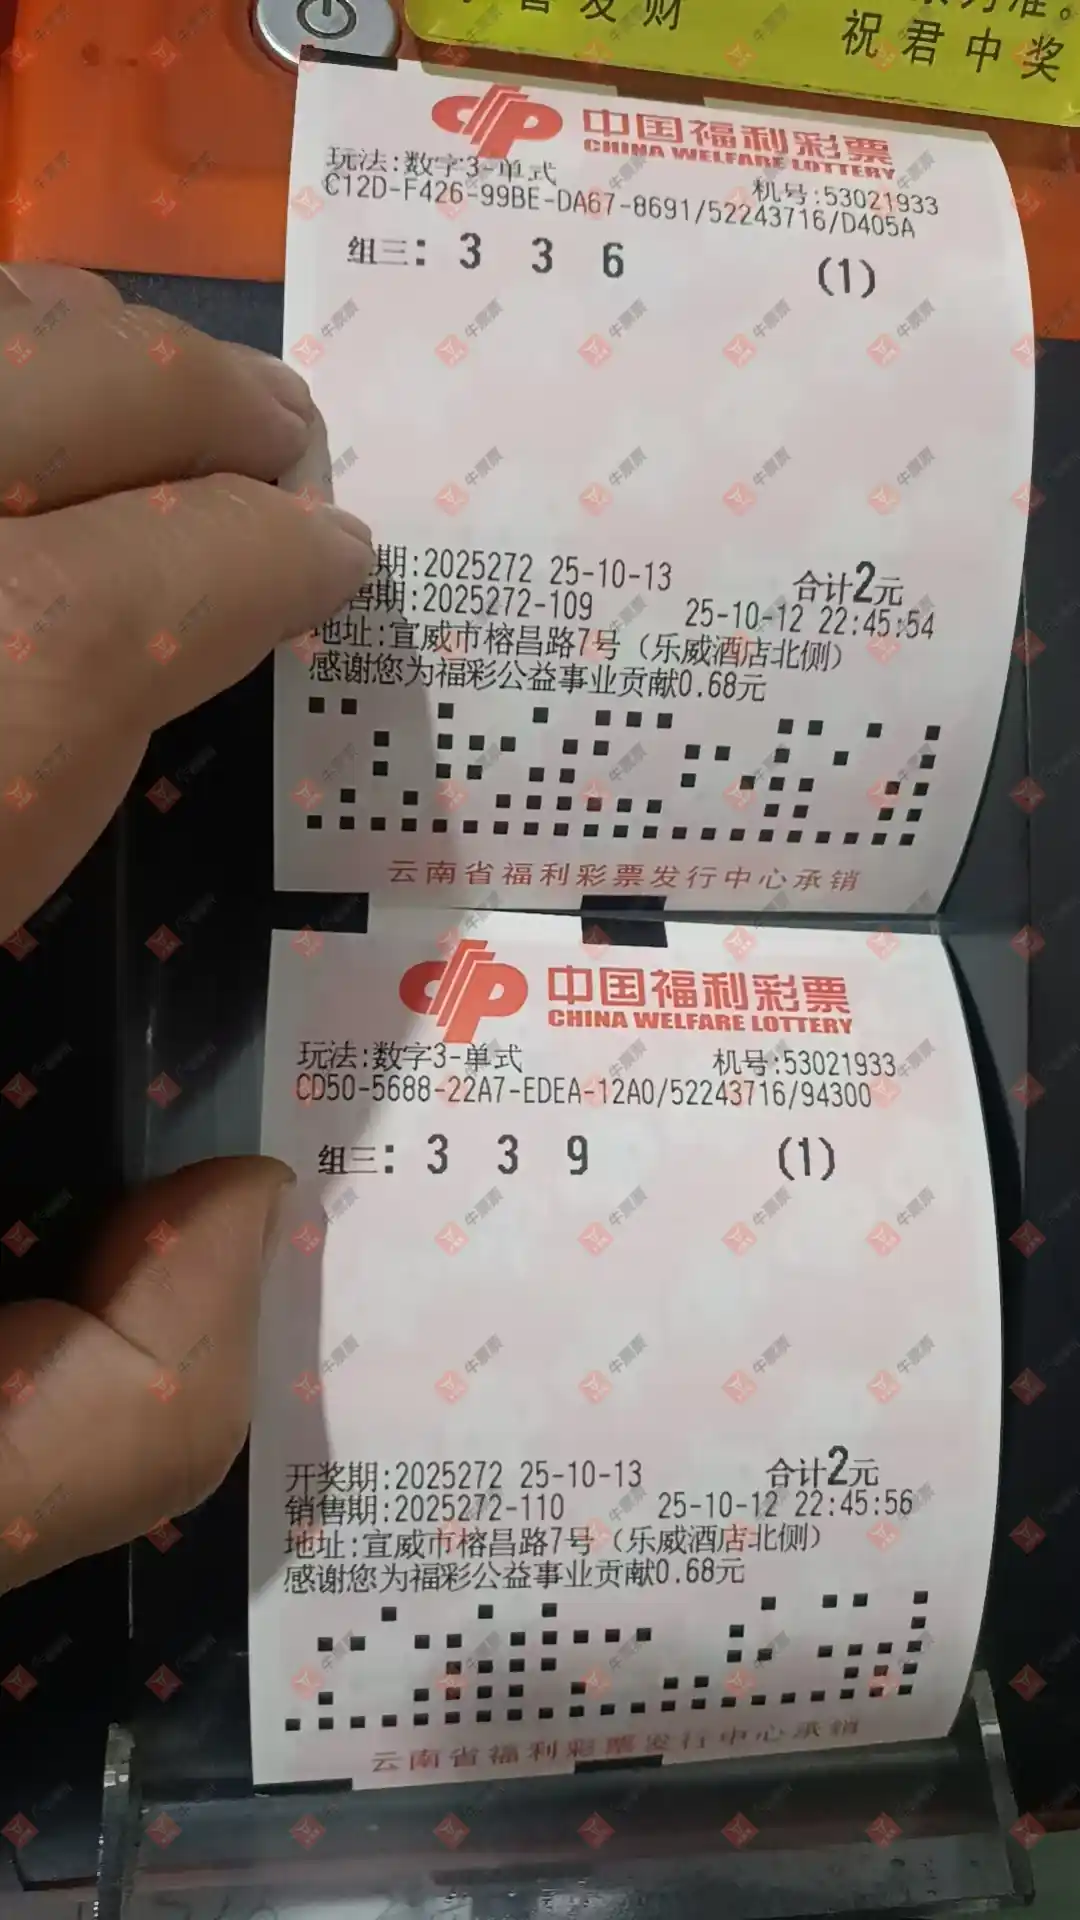 发财
祝君中奖
中国福利彩票
CHINA WELFARE LOTTERY
玩法:数字3-单式
机号:53021933
C12D-F426-99BE-DA67-8691/52243716/D405A
组三: 3 3 6 (1)
期:2025272 25-10-13 合计2元
售期:2025272-109 25-10-12 22:45:54
地址:宣威市榕昌路7号（乐威酒店北侧）
感谢您为福彩公益事业贡献0.68元
云南省福利彩票发行中心承销
中国福利彩票
CHINA WELFARE LOTTERY
玩法:数字3-单式 机号:53021933
CD50-5688-22A7-EDEA-12A0/52243716/94300
组三: 3 3 9 (1)
开奖期:2025272 25-10-13 合计2元
销售期:2025272-110 25-10-12 22:45:56
地址:宣威市榕昌路7号（乐威酒店北侧）
感谢您为福彩公益事业贡献0.68元
云南省福利彩票发行中心承销
牛票票